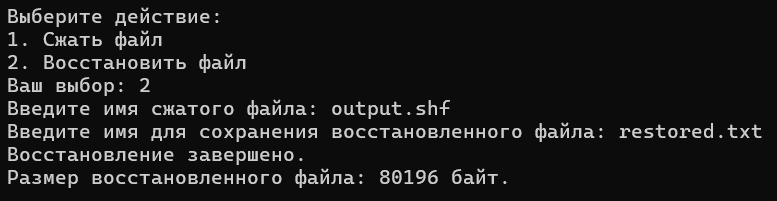 Выберите действие:
1. Сжать файл
2. Восстановить файл
Ваш выбор: 2
Введите имя сжатого файла: output.shf
Введите имя для сохранения восстановленного файла: restored.txt
Восстановление завершено.
Размер восстановленного файла: 80196 байт.